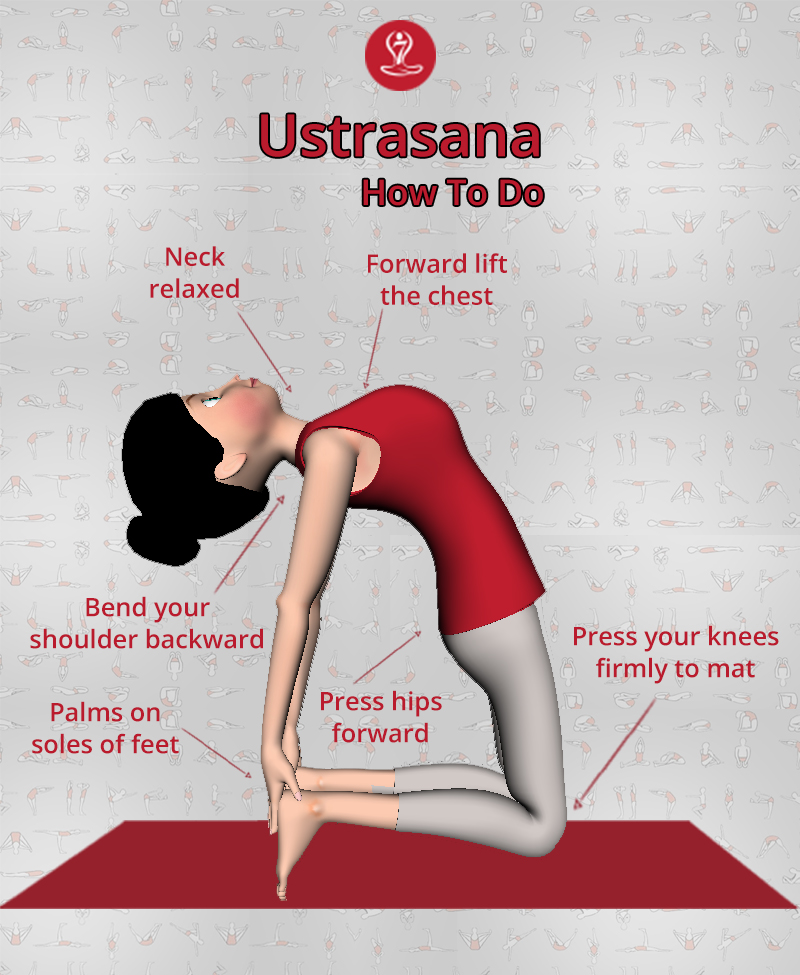 Ustrasana
How To Do
Neck
relaxed
Forward lift
the chest
Bend your
shoulder backward
Press your knees
firmly to mat
Press hips
forward
Palms on
soles of feet